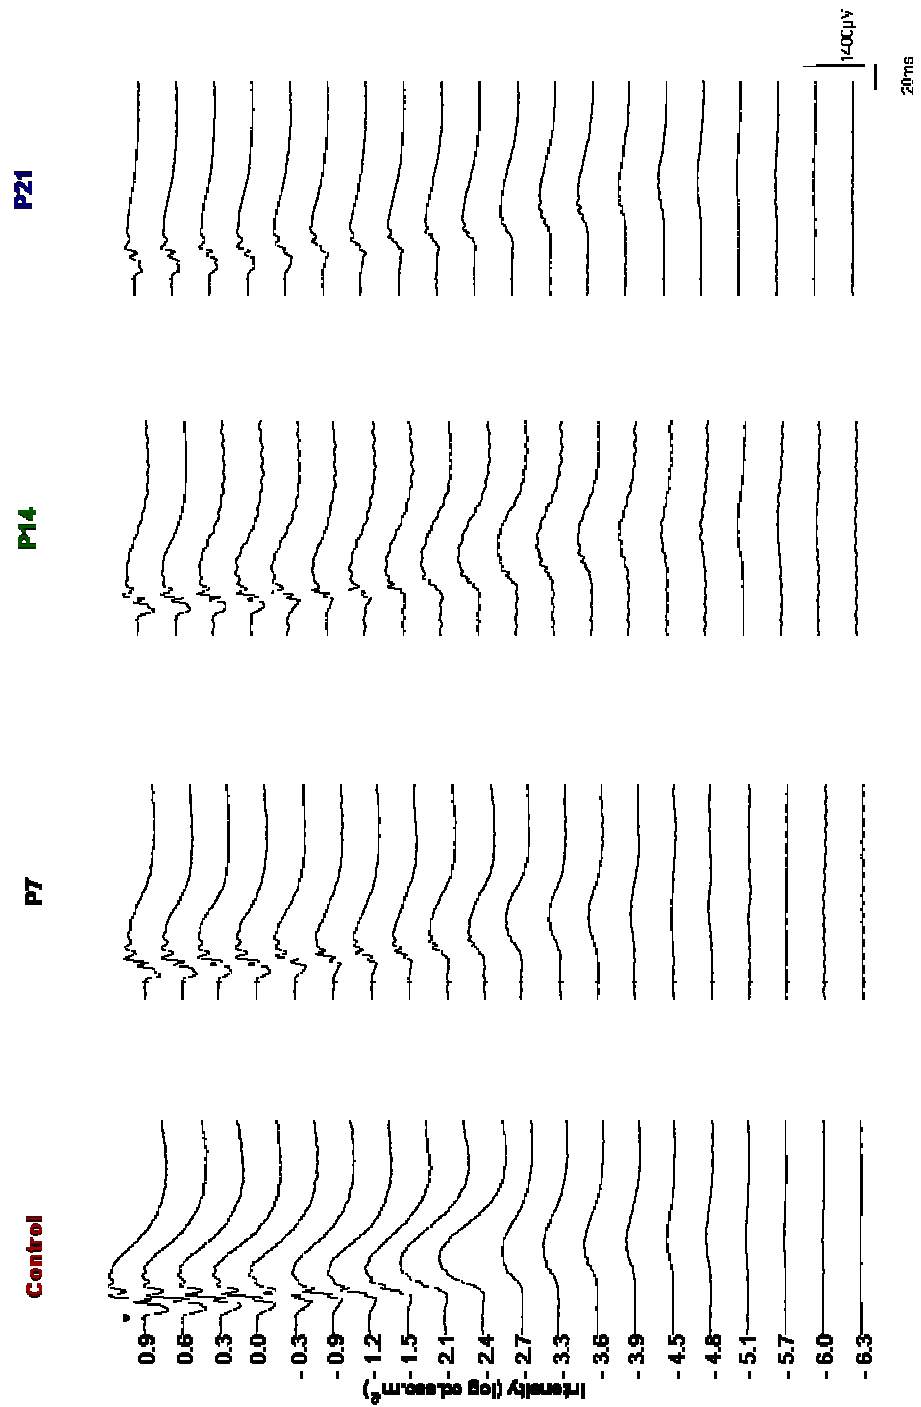 Control
P7
P14
P21
0.9
0.6
0.3
0.0
- 0.3
- 0.9
- 1.2
- 1.5
- 2.1
- 2.4
- 2.7
- 3.3
- 3.6
- 3.9
- 4.5
- 4.8
- 5.1
- 5.7
- 6.0
- 6.3
Intensity (log cd.sec.m²)
1400µV
20ms